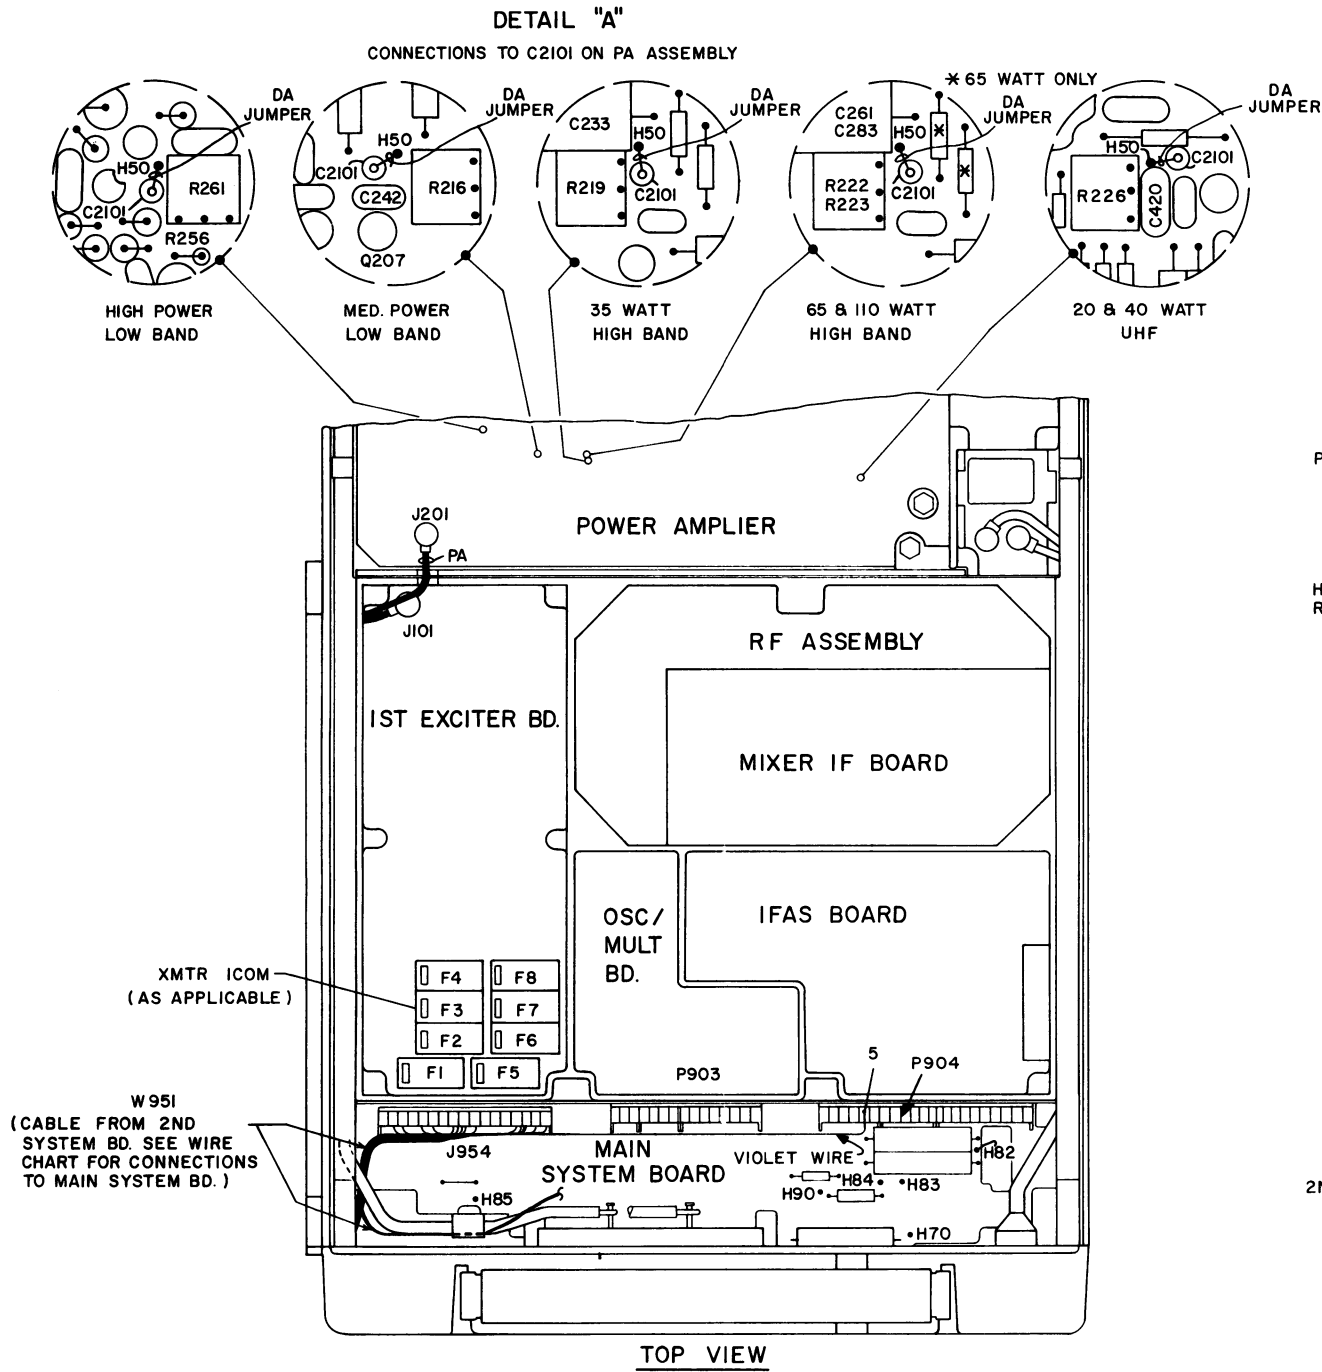 DETAIL "A"
CONNECTIONS TO C2101 ON PA ASSEMBLY
DA
JUMPER
H50
R261
C2101
R256
HIGH POWER
LOW BAND
DA
JUMPER
H50
C2101
C242
R216
Q207
MED. POWER
LOW BAND
DA
JUMPER
C233
H50
R219
C2101
35 WATT
HIGH BAND
* 65 WATT ONLY
DA
JUMPER
C261
C283
H50
*
*
R222
R223
C2101
65 & 110 WATT
HIGH BAND
DA
JUMPER
H50
C2101
R226
C420
20 & 40 WATT
UHF
J201
PA
POWER AMPLIER
J101
RF ASSEMBLY
1ST EXCITER BD.
MIXER IF BOARD
OSC/
MULT
BD.
IFAS BOARD
XMTR ICOM
(AS APPLICABLE)
F4
F8
F3
F7
F2
F6
F1
F5
P903
5
P904
W951
(CABLE FROM 2ND
SYSTEM BD. SEE WIRE
CHART FOR CONNECTIONS
TO MAIN SYSTEM BD.)
J954
MAIN
SYSTEM BOARD
VIOLET WIRE
H82
H84
H83
H90
H85
H70
TOP VIEW
P
H
R